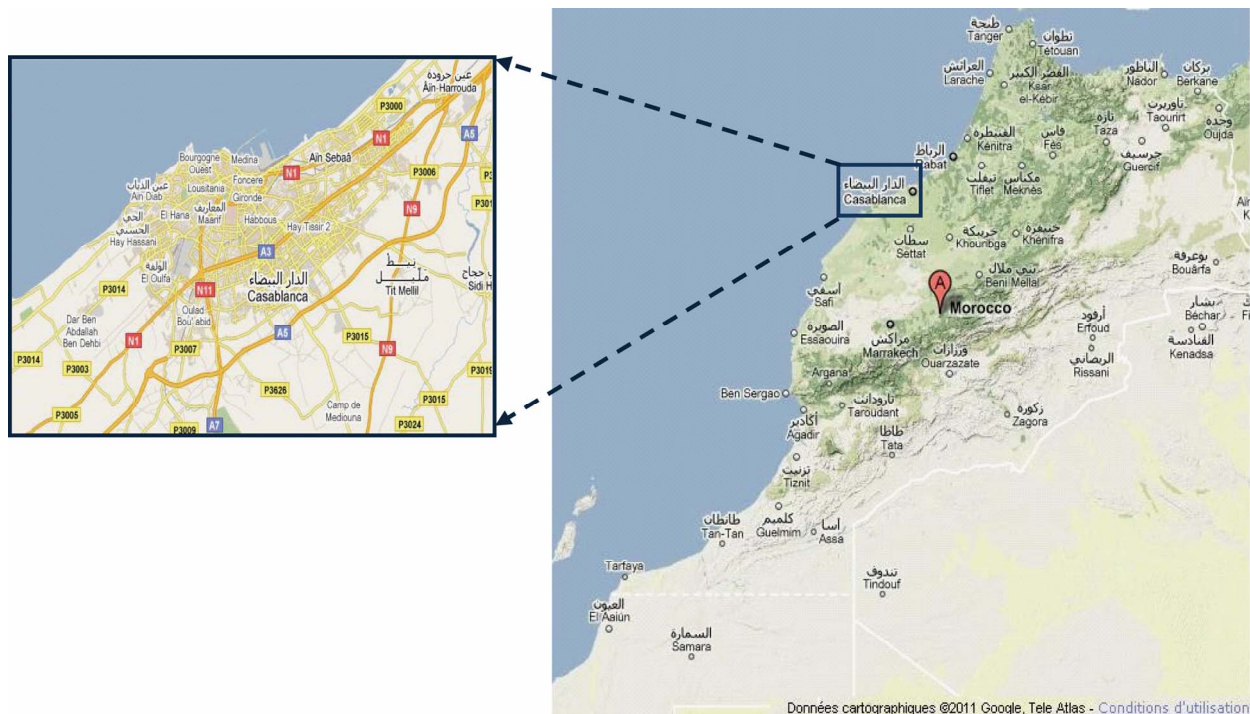 عين حرودة
Aïn-Harrouda
P3000
A5
N1
Bourgogne
Ouest
Medina
Aïn Sebaâ
Foncere
N1
P3006
عين الذياب
Ain Diab
Lousitania
Gironde
N9
El Hana
المعاريف
Maarif
Habbous
الحي
الحسني
Hay Hassani
Hay Tissir 2
A3
الولفة
El Oulfa
P3014
N11
الدار البيضاء
Casablanca
Tit Mellil
Oulad
Bou'abid
Dar Ben
Abdallah
Ben Dehbi
A5
N1
P3015
P3007
N9
P3014
P3003
P3019
P3626
P3015
Camp de
Mediouna
P3005
P3009
A7
P3024
طنجة
Tanger
تطوان
Tétouan
العرائش
Larache
القصر الكبير
Ksar
el-Kébir
الناظور
Nador
بركان
Berkane
تاوريرت
Taourirt
وجدة
Oujda
القنيطرة
Kénitra
فاس
Fès
تازة
Taza
جرسيف
Guercif
الرباط
Rabat
تيفلت
Tiflet
مكناس
Meknès
الدار البيضاء
Casablanca
سطات
Settat
خريبكة
Khouribga
خنيفرة
Khénifra
بني ملال
Béni Mellal
بوعرفة
Bouârfa
آسفي
Safi
A
Morocco
الصويرة
Essaouira
مراكش
Marrakech
ورزازات
Ouarzazate
أرفود
Erfoud
الريصاني
Rissani
بشار
Béchar
القنادسة
Kenadsa
Argana
Ben Sergao
تارودانت
Taroudant
أكادير
Agadir
زكورة
Zagora
طاطا
Tata
تزنيت
Tiznit
كلميم
Guelmim
اسا
Assa
طانطان
Tan-Tan
Tarfaya
تندوف
Tindouf
العيون
El Aaiún
السمارة
Samara
Données cartographiques ©2011 Google, Tele Atlas - Conditions d'utilisation